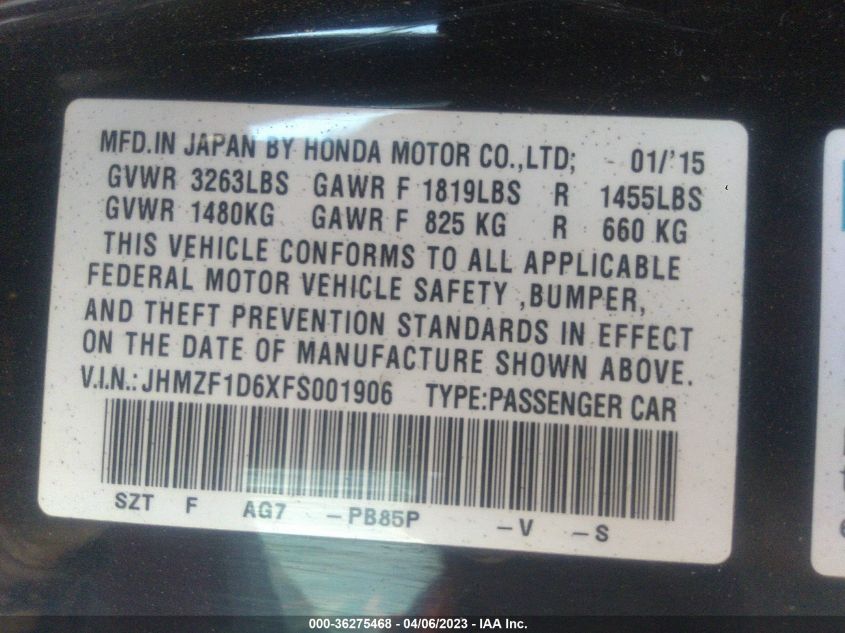 MFD.IN JAPAN BY HONDA MOTOR CO.,LTD; 01/'15
GVWR 3263LBS GAWR F 1819LBS R 1455LBS
GVWR 1480KG GAWR F 825 KG R 660 KG
THIS VEHICLE CONFORMS TO ALL APPLICABLE
FEDERAL MOTOR VEHICLE SAFETY ,BUMPER,
AND THEFT PREVENTION STANDARDS IN EFFECT
ON THE DATE OF MANUFACTURE SHOWN ABOVE.
V.I.N.:JHMZF1D6XFS001906 TYPE:PASSENGER CAR
SZT F AG7 -PB85P -V -S
000-36275468 - 04/06/2023 - IAA Inc.